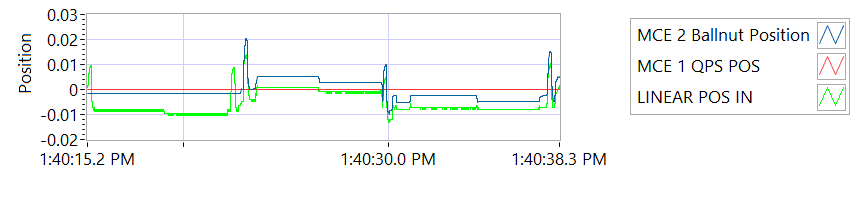 0.03
0.02
0.01
0
-0.01
-0.02
Position
1:40:15.2 PM
1:40:30.0 PM
1:40:38.3 PM
MCE 2 Ballnut Position
MCE 1 QPS POS
LINEAR POS IN